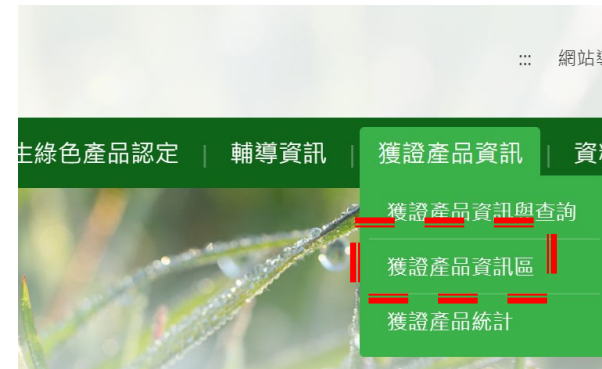 ::: 網站
生綠色產品認定 | 輔導資訊 | 獲證產品資訊 | 資
獲證產品資訊與查詢
獲證產品資訊區
獲證產品統計